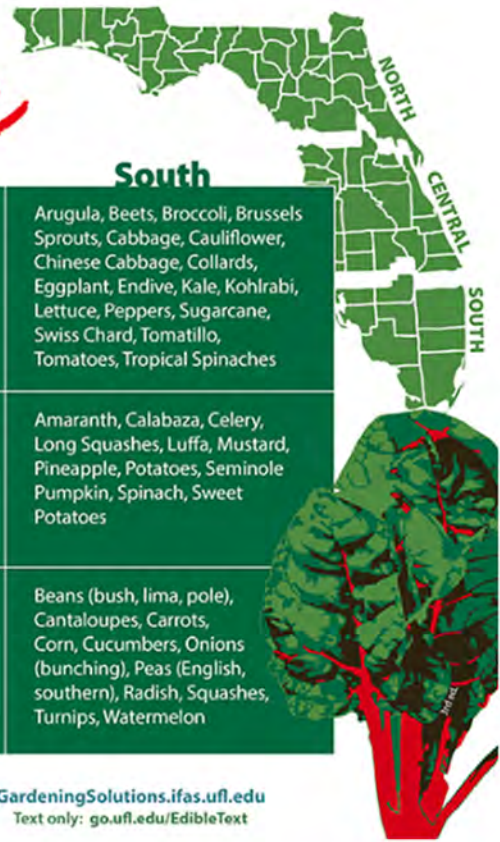 NORTH
CENTRAL
SOUTH
South
Arugula, Beets, Broccoli, Brussels
Sprouts, Cabbage, Cauliflower,
Chinese Cabbage, Collards,
Eggplant, Endive, Kale, Kohlrabi,
Lettuce, Peppers, Sugarcane,
Swiss Chard, Tomatillo,
Tomatoes, Tropical Spinaches
Amaranth, Calabaza, Celery,
Long Squashes, Luffa, Mustard,
Pineapple, Potatoes, Seminole
Pumpkin, Spinach, Sweet
Potatoes
Beans (bush, lima, pole),
Cantaloupes, Carrots,
Corn, Cucumbers, Onions
(bunching), Peas (English,
southern), Radish, Squashes,
Turnips, Watermelon
3rd ed.
GardeningSolutions.ifas.ufl.edu
Text only: go.ufl.edu/EdibleText